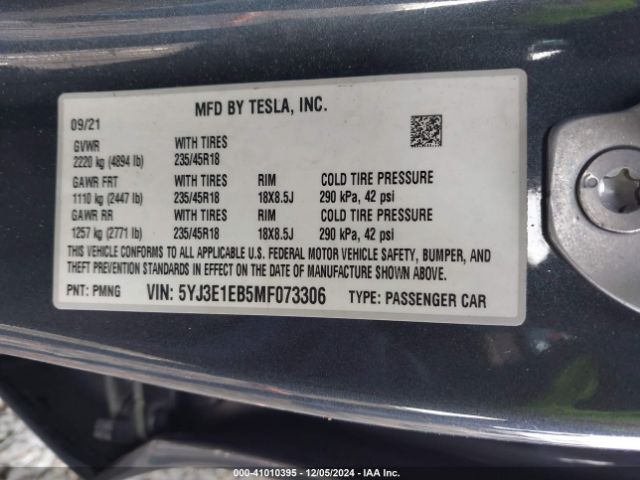 MFD BY TESLA, INC.
09/21
GVWR WITH TIRES
2220 kg (4894 lb) 235/45R18
GAWR FRT WITH TIRES RIM COLD TIRE PRESSURE
1110 kg (2447 lb) 235/45R18 18X8.5J 290 kPa, 42 psi
GAWR RR WITH TIRES RIM COLD TIRE PRESSURE
1257 kg (2771 lb) 235/45R18 18X8.5J 290 kPa, 42 psi
THIS VEHICLE CONFORMS TO ALL APPLICABLE U.S. FEDERAL MOTOR VEHICLE SAFETY, BUMPER, AND
THEFT PREVENTION STANDARDS IN EFFECT ON THE DATE OF MANUFACTURE SHOWN ABOVE.
PNT: PMNG VIN: 5YJ3E1EB5MF073306 TYPE: PASSENGER CAR
000-41010395 - 12/05/2024 - IAA Inc.